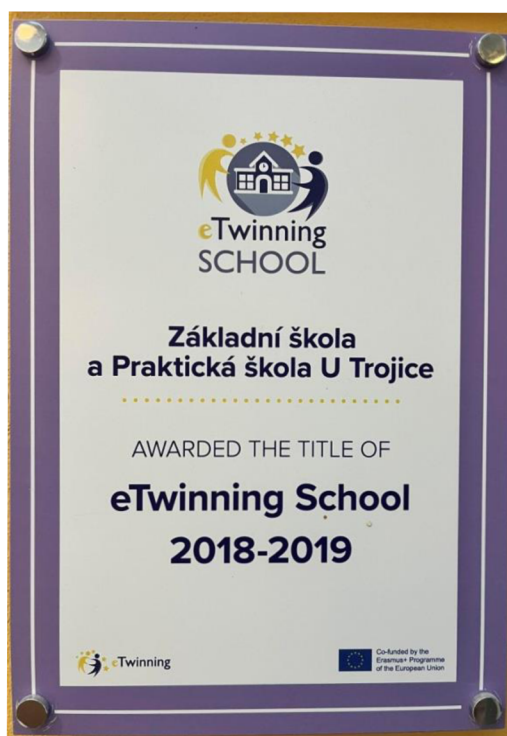 eTwinning
SCHOOL
Základní škola
a Praktická škola U Trojice
AWARDED THE TITLE OF
eTwinning School
2018-2019
eTwinning
Co-funded by the
Erasmus+ Programme
of the European Union